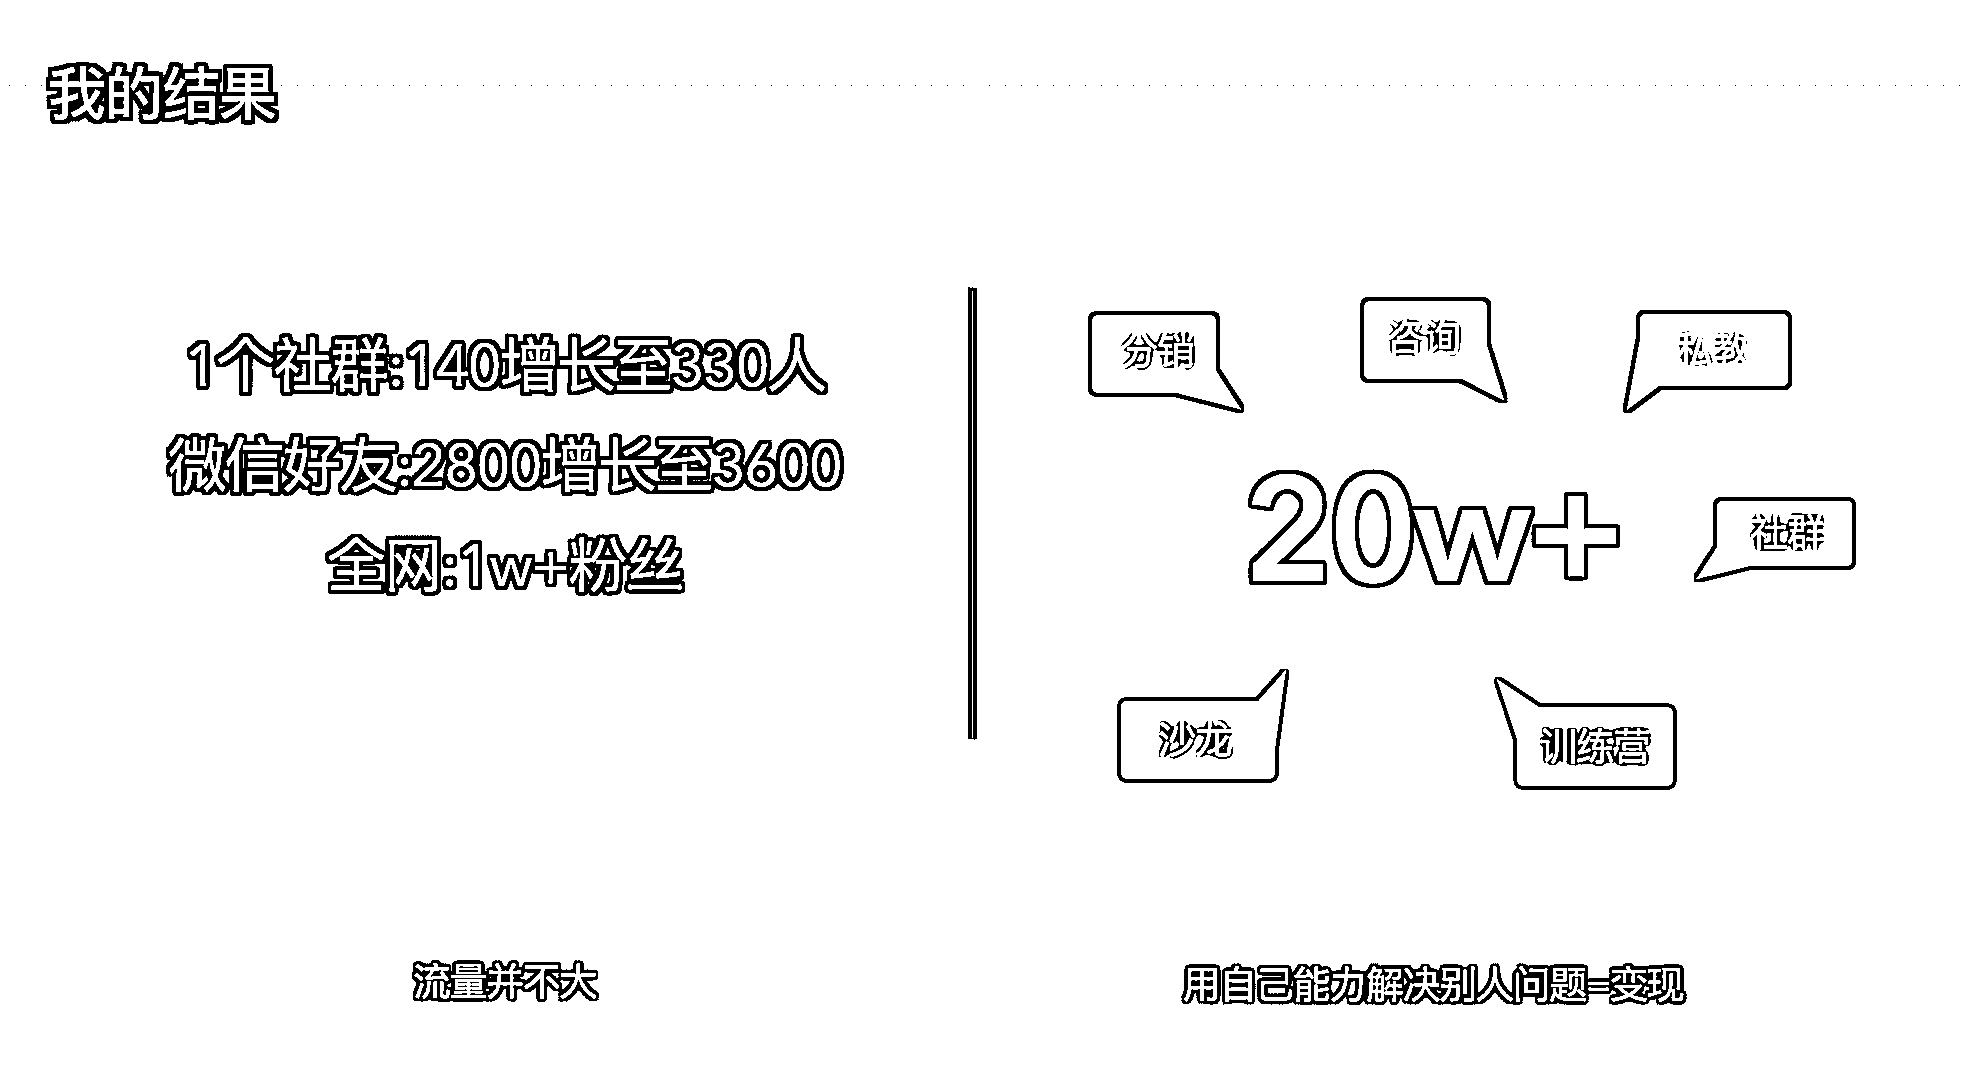 我的结果
1个社群:140增长至330人
微信好友:2800增长至3600
全网:1w+粉丝
流量并不大
分销
咨询
私教
20w+
社群
沙龙
训练营
用自己能力解决别人问题=变现